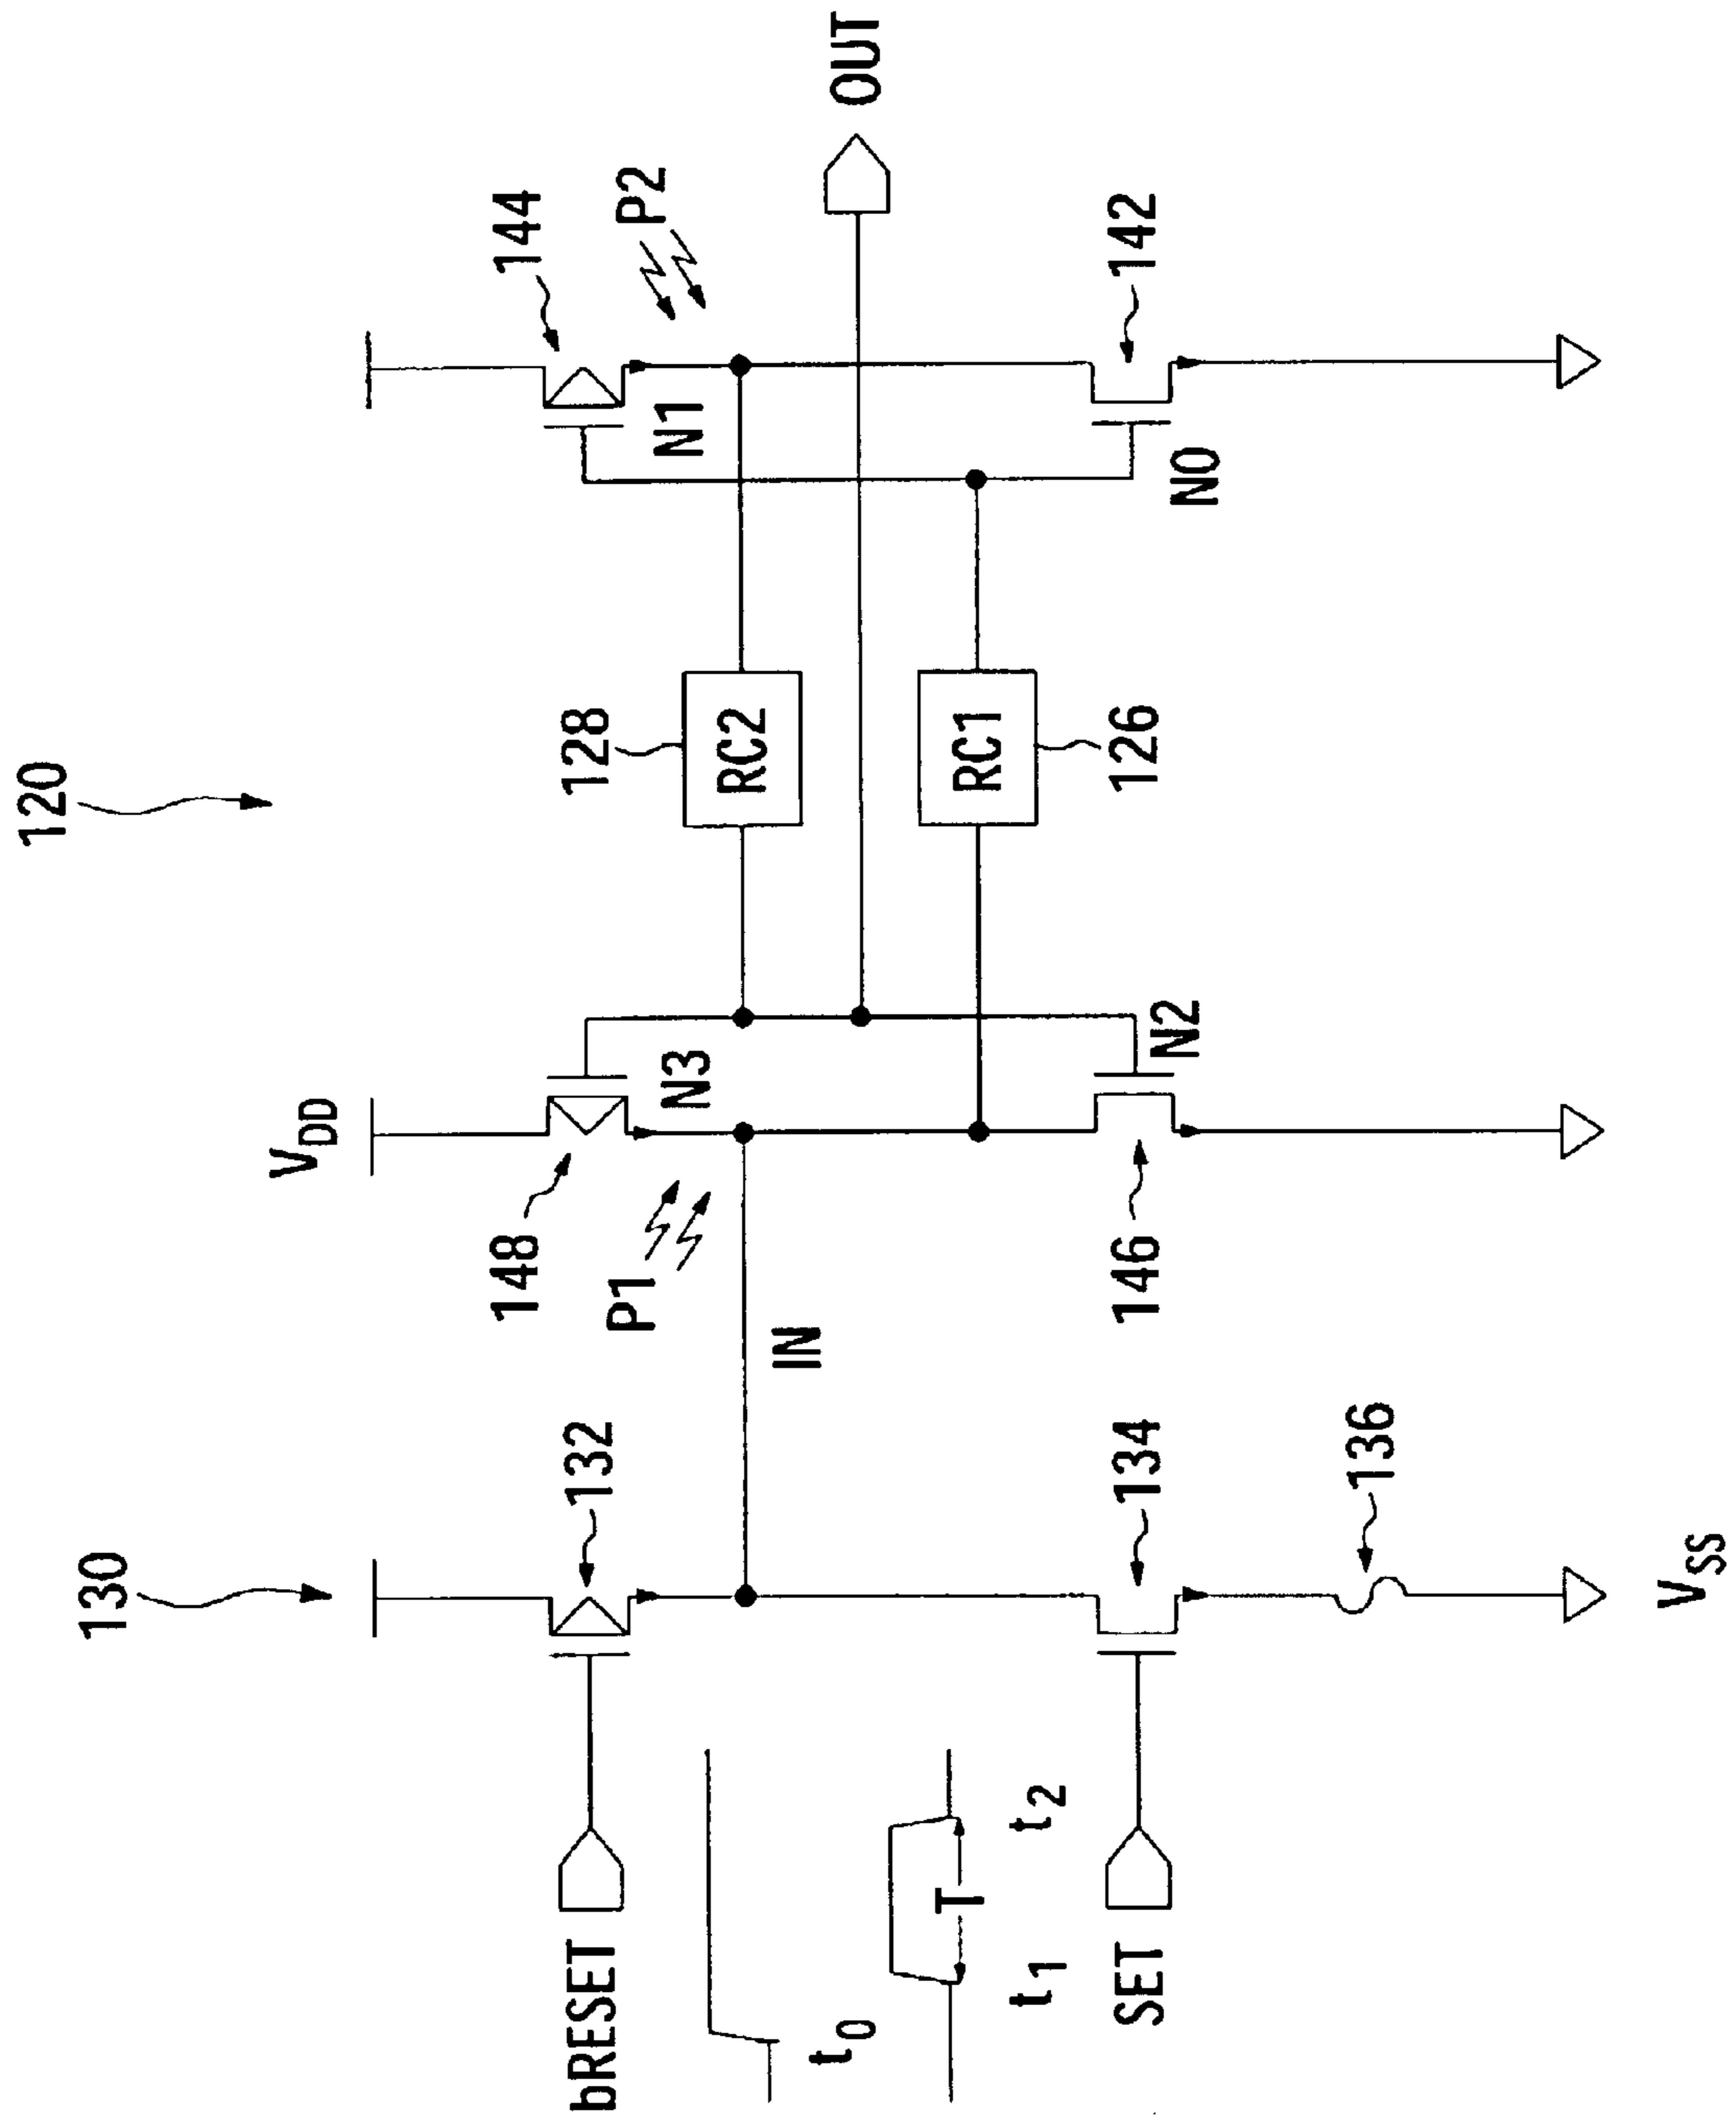 120
130
132
bRESET
t0
T
t1
t2
SET
134
136
VSS
IN
VDD
148
N3
P1
146
N2
128
RC2
RC1
126
144
N1
P2
OUT
142
N0